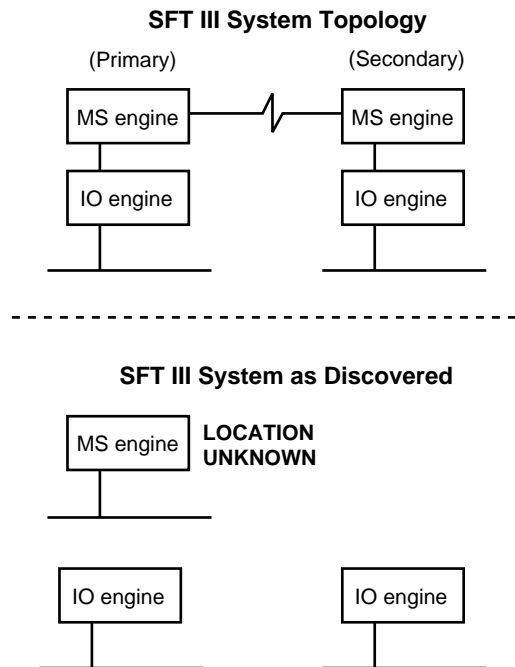 SFT III System Topology
(Primary)
(Secondary)
MS engine
MS engine
IO engine
IO engine
SFT III System as Discovered
MS engine
LOCATION
UNKNOWN
IO engine
IO engine